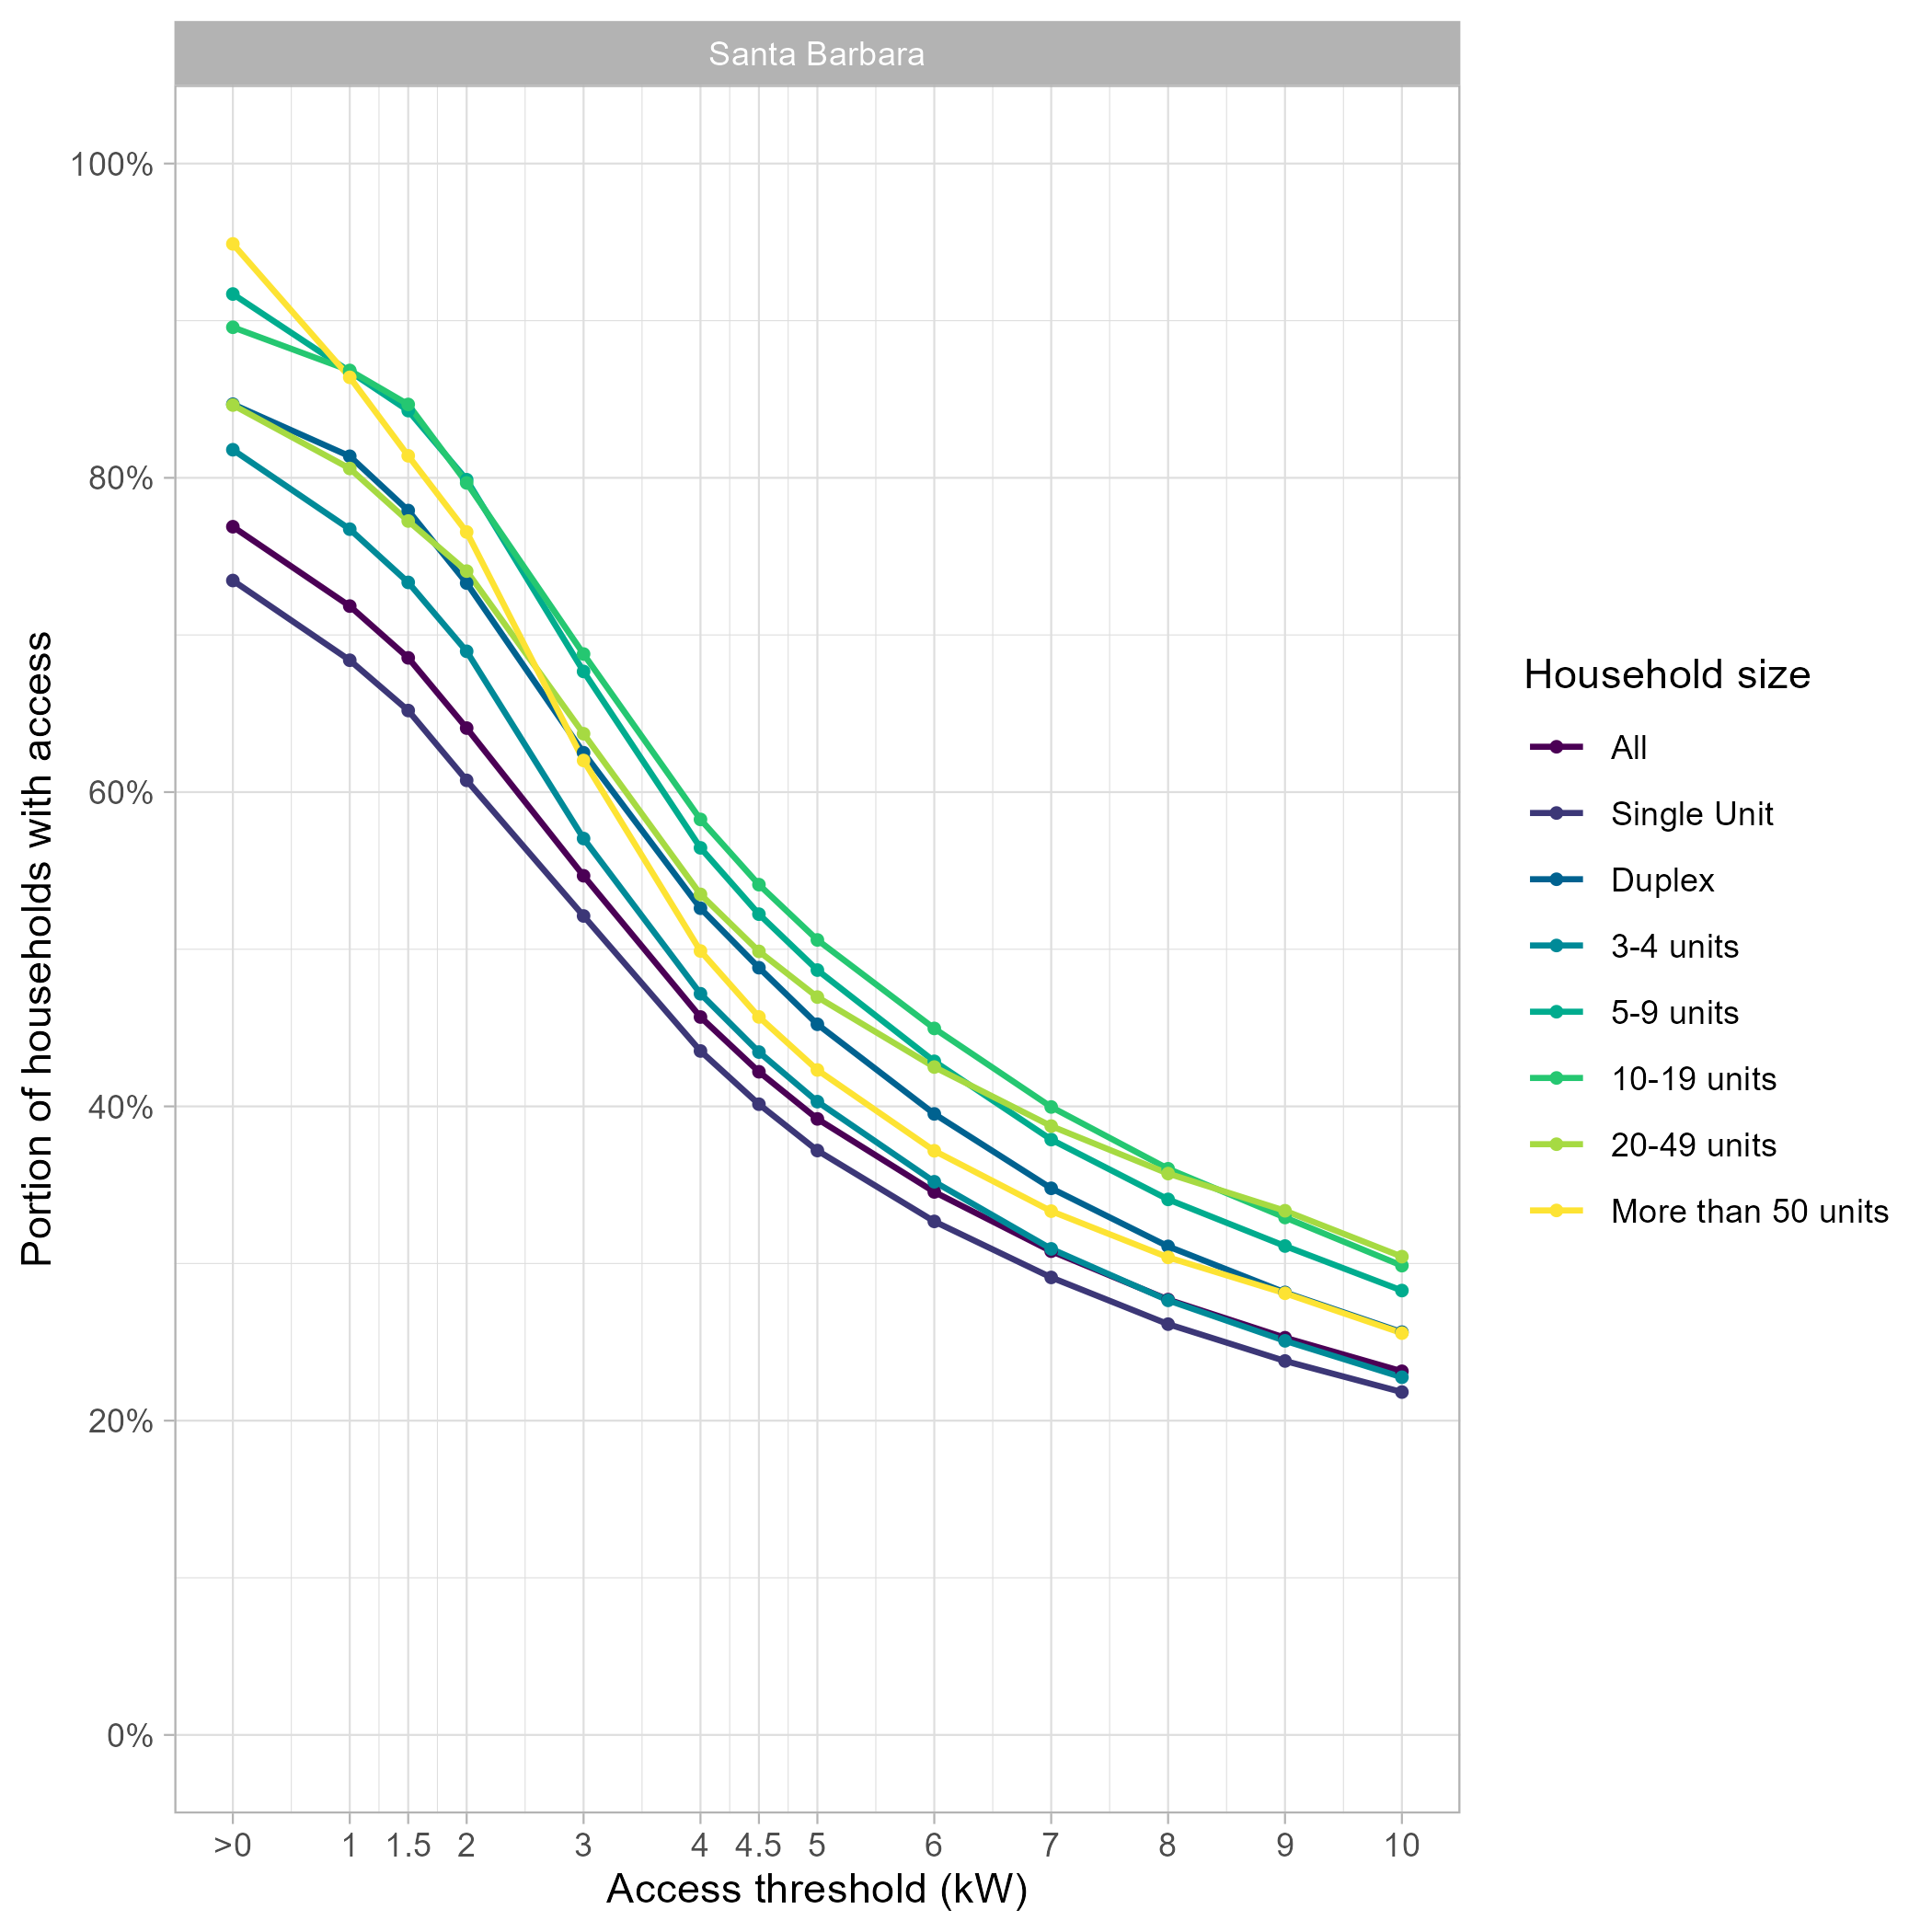 Santa Barbara
100%
80%
60%
40%
20%
0%
Portion of households with access
>0 1 1.5 2 3 4 4.5 5 6 7 8 9 10
Access threshold (kW)
Household size
All
Single Unit
Duplex
3-4 units
5-9 units
10-19 units
20-49 units
More than 50 units